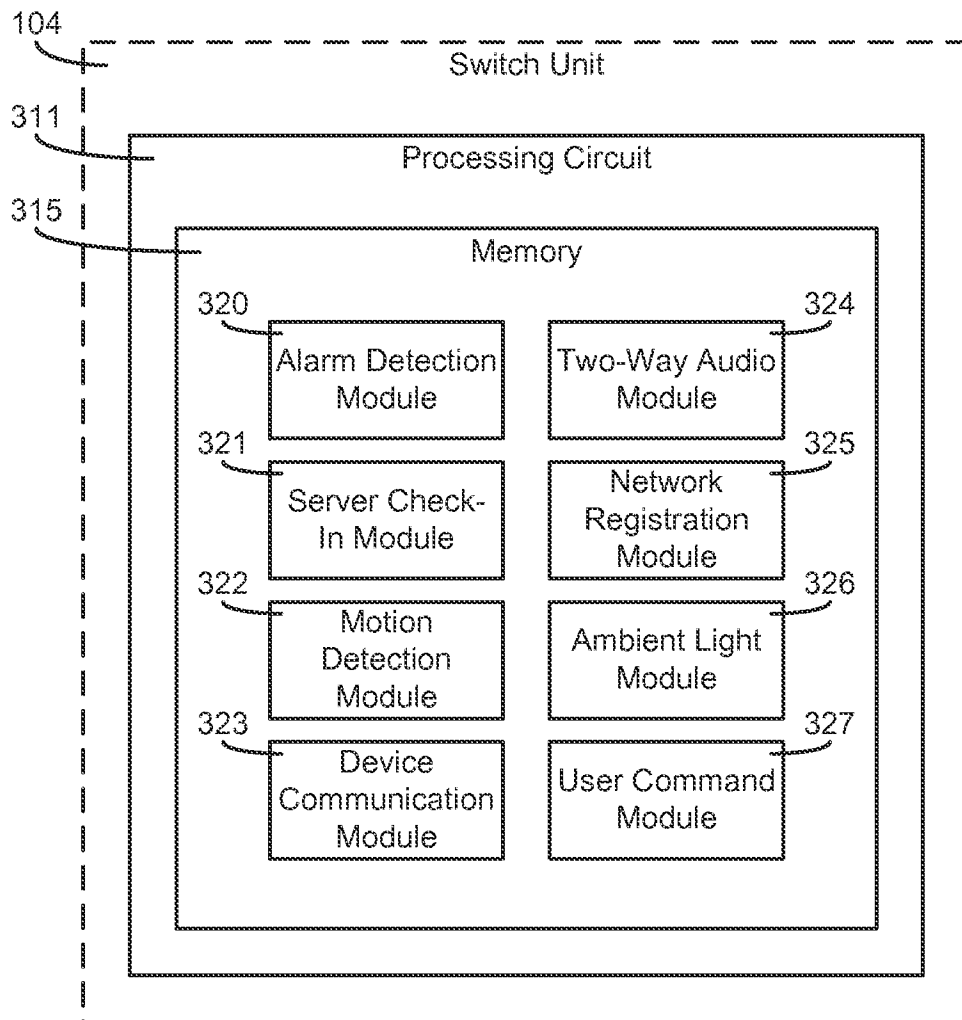 104
Switch Unit
311
Processing Circuit
315
Memory
320
Alarm Detection
Module
324
Two-Way Audio
Module
321
Server Check-
In Module
325
Network
Registration
Module
322
Motion
Detection
Module
326
Ambient Light
Module
323
Device
Communication
Module
327
User Command
Module